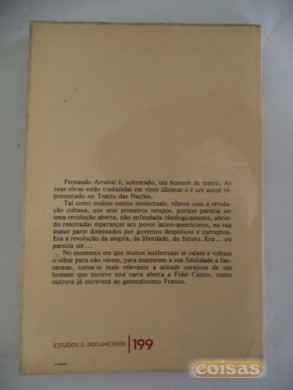 Fernando Arrabal é, sobretudo, um homem de teatro. As
suas obras estão traduzidas em vinte idiomas e é um autor re-
presentado no Teatro das Nações.
Tal como muitos outros intelectuais, vibrou com a revolu-
ção cubana, nos seus primeiros tempos, porque parecia ser
uma revolução aberta, não enfeudada ideologicamente, abrin-
do renovadas esperanças aos povos latino-americanos, na sua
maior parte dominados por governos despóticos e corruptos.
Era a revolução da alegria, da liberdade, do futuro. Era ... ou
parecia ser ...
No momento em que muitos intelectuais se calam e voltam
o olhar para não verem, para manterem a sua fidelidade a fan-
tasmas, torna-se mais relevante a atitude corajosa de um
homem que escreve esta carta aberta a Fidel Castro, como
outrora já escrevera ao generalíssimo Franco.
ESTUDOS E DOCUMENTOS 199
coisas